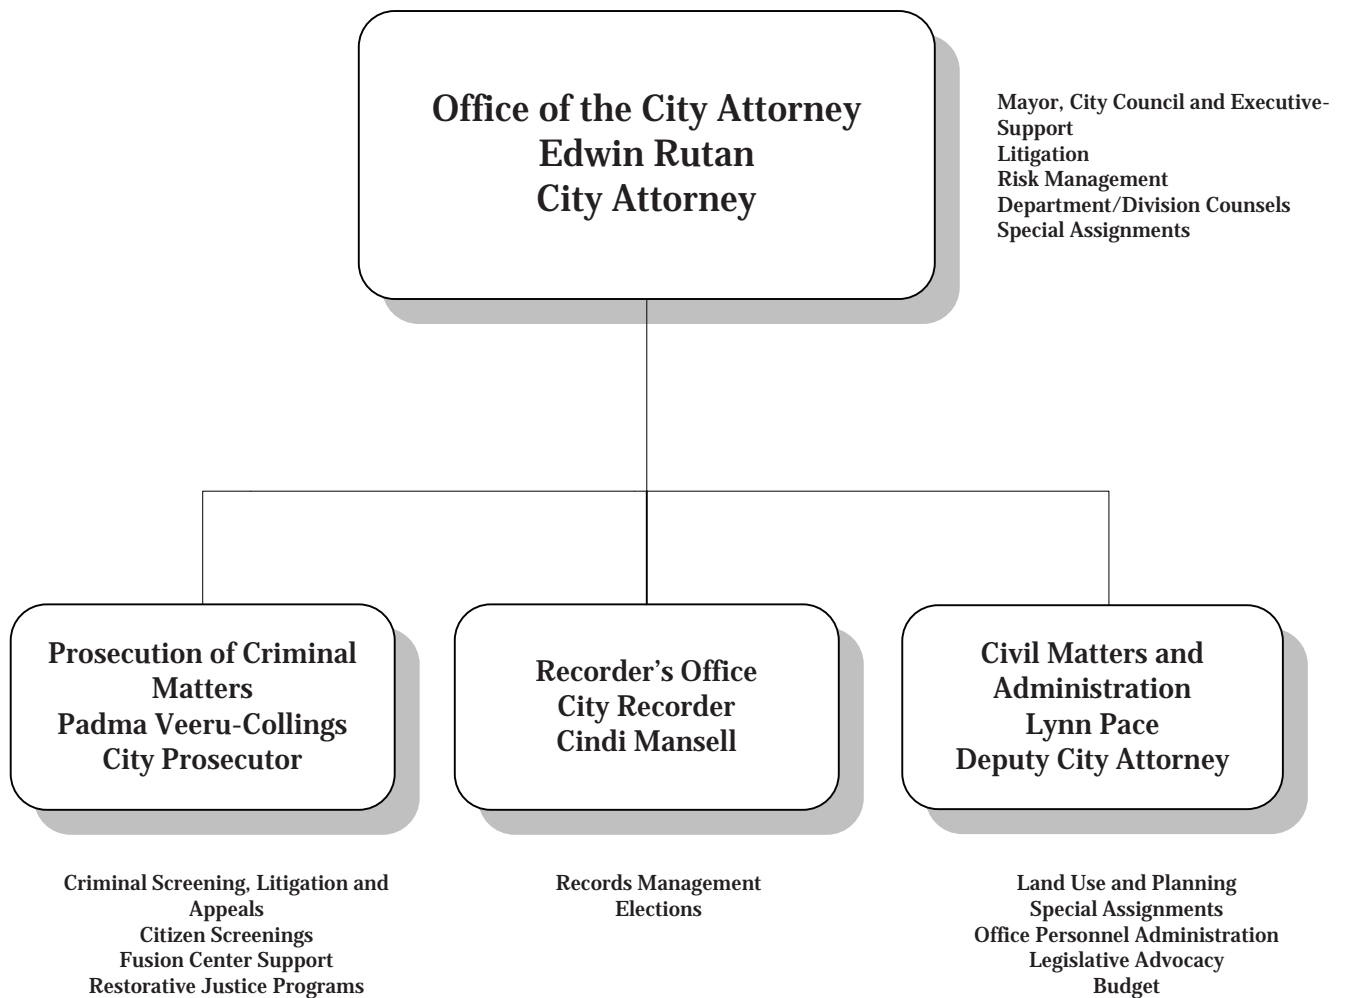 Office of the City Attorney
Edwin Rutan
City Attorney
Mayor, City Council and Executive-
Support
Litigation
Risk Management
Department/Division Counsels
Special Assignments
Prosecution of Criminal
Matters
Padma Veeru-Collings
City Prosecutor
Recorder's Office
City Recorder
Cindi Mansell
Civil Matters and
Administration
Lynn Pace
Deputy City Attorney
Criminal Screening, Litigation and
Appeals
Citizen Screenings
Fusion Center Support
Restorative Justice Programs
Records Management
Elections
Land Use and Planning
Special Assignments
Office Personnel Administration
Legislative Advocacy
Budget